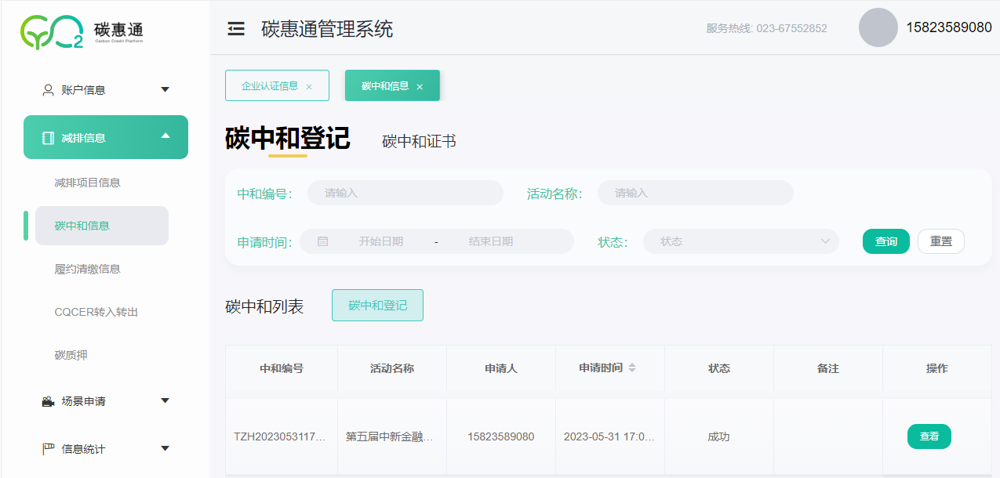 碳惠通
Carbon Credit Platform
碳惠通管理系统
服务热线: 023-67552852
15823589080
账户信息
减排信息
减排项目信息
碳中和信息
履约清缴信息
CQCER转入转出
碳质押
场景申请
信息统计
企业认证信息 ×
碳中和信息 ×
碳中和登记
碳中和证书
中和编号: 请输入
活动名称: 请输入
申请时间: 开始日期 - 结束日期
状态: 状态
查询
重置
碳中和列表
碳中和登记
中和编号 活动名称 申请人 申请时间 状态 备注 操作
TZH2023053117... 第五届中新金融... 15823589080 2023-05-31 17:0... 成功 查看